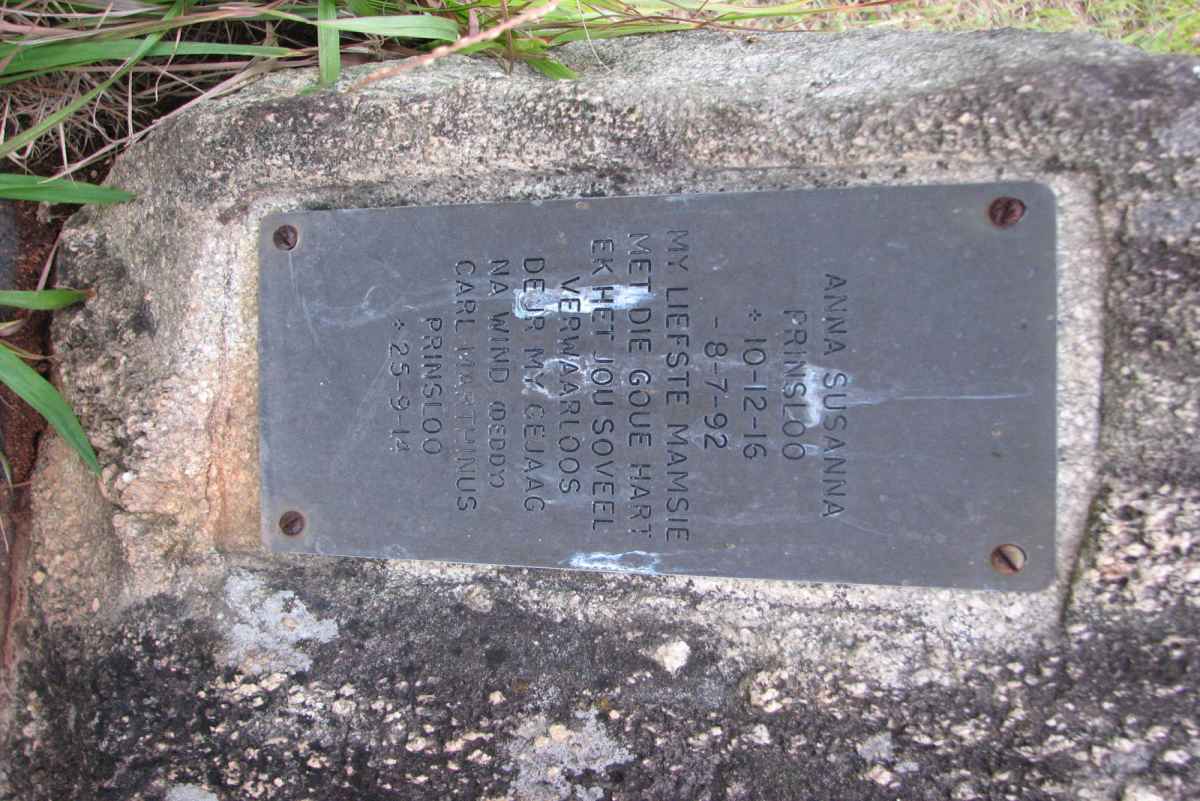 ANNA SUSANNA
PRINSLOO
+10-12-16
-8-7-92
MY LIEFSTE MAMSIE
MET DIE GOUE HART
EK HET JOU SOVEEL
VERWAARLOOS
DEUR MY GEJAAG
NA WIND (BEDDY)
CARL MARTHINUS
PRINSLOO
+25-9-14